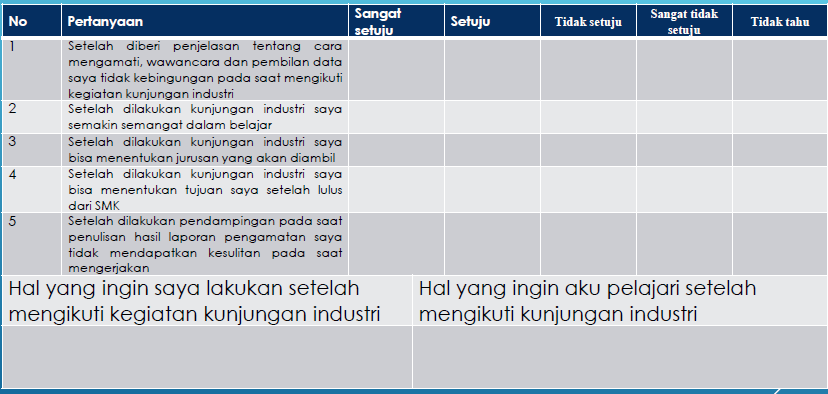 No Pertanyaan Sangat setuju Setuju Tidak setuju Sangat tidak setuju Tidak tahu
1 Setelah diberi penjelasan tentang cara
mengamati, wawancara dan pembilan data
saya tidak kebingungan pada saat mengikuti
kegiatan kunjungan industri
2 Setelah dilakukan kunjungan industri saya
semakin semangat dalam belajar
3 Setelah dilakukan kunjungan industri saya
bisa menentukan jurusan yang akan diambil
4 Setelah dilakukan kunjungan industri saya
bisa menentukan tujuan saya setelah lulus
dari SMK
5 Setelah dilakukan pendampingan pada saat
penulisan hasil laporan pengamatan saya
tidak mendapatkan kesulitan pada saat
mengerjakan
Hal yang ingin saya lakukan setelah
mengikuti kegiatan kunjungan industri
Hal yang ingin aku pelajari setelah
mengikuti kunjungan industri